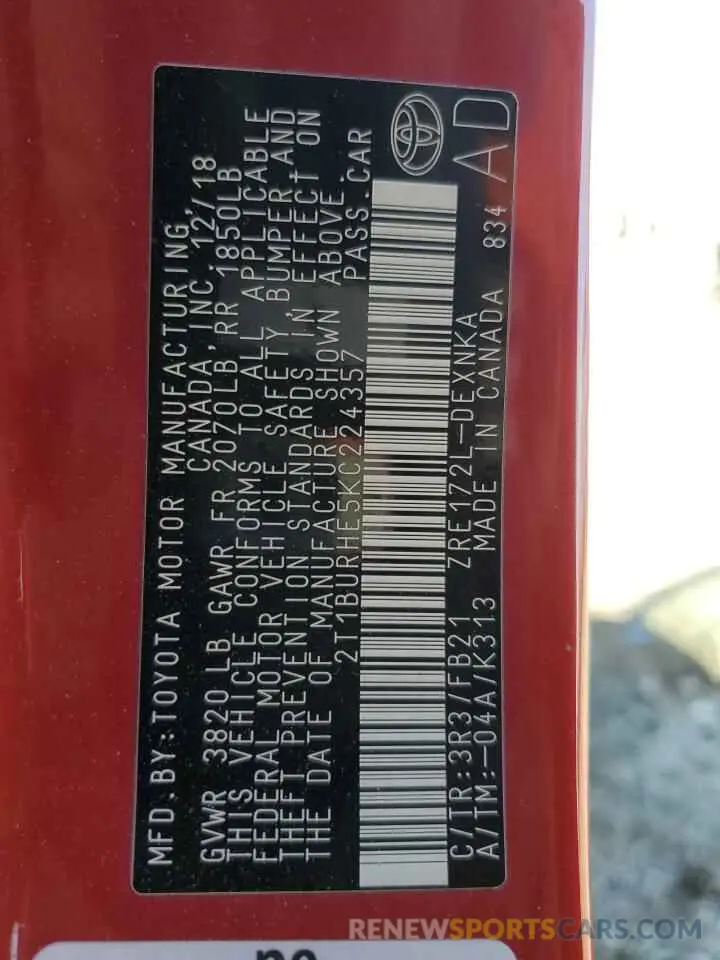 MFD.BY:TOYOTA MOTOR MANUFACTURING,
CANADA, INC. 12/18
GVWR 3820 LB GAWR FR 2070LB, RR 1850LB
THIS VEHICLE CONFORMS TO ALL APPLICABLE
FEDERAL MOTOR VEHICLE SAFETY, BUMPER, AND
THEFT PREVENTION STANDARDS IN EFFECT ON
THE DATE OF MANUFACTURE SHOWN ABOVE.
2T1BURHE5KC224357 PASS.CAR
C/TR:3R3/FB21 ZRE172L-DEXNKA
A/TM:-04A/K313 MADE IN CANADA 834
AD
RENEWSPORTSCARS.COM